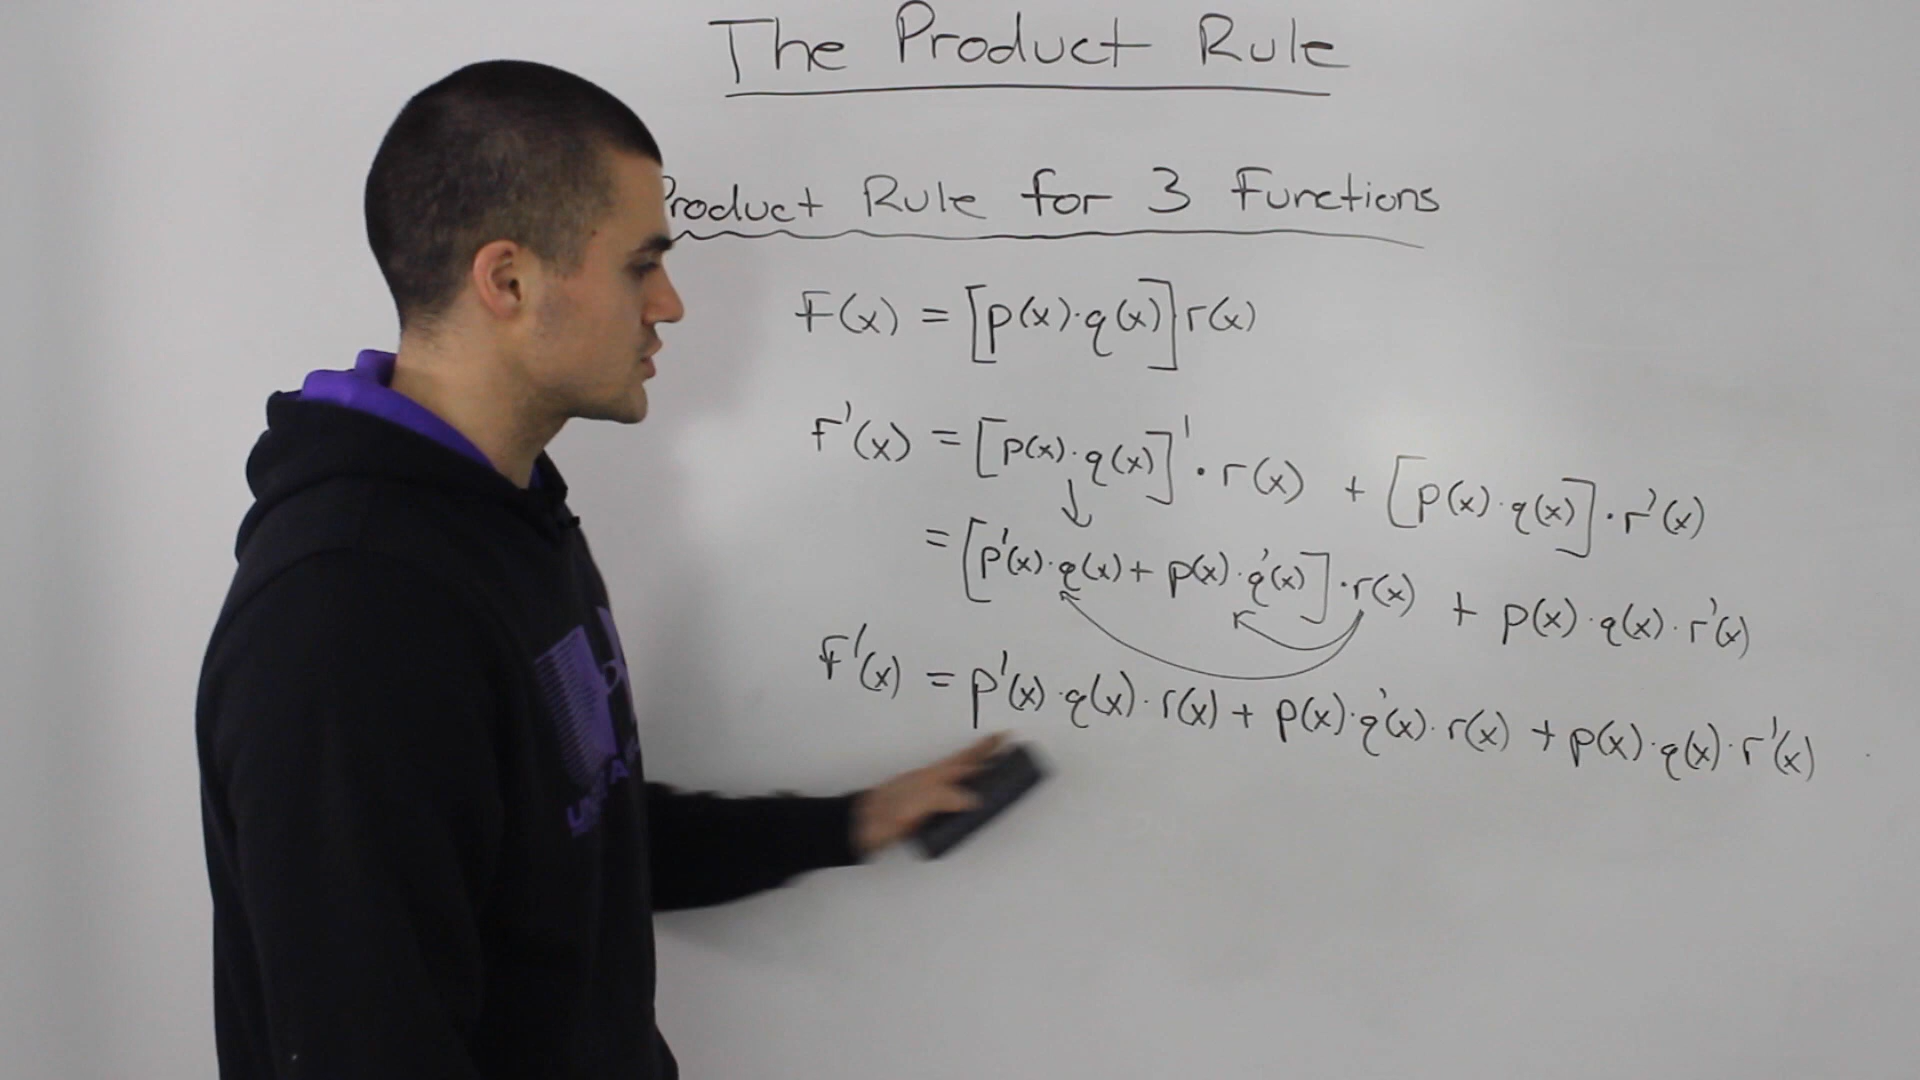 The Product Rule
Product Rule for 3 Functions
F(x) = [p(x)·q(x)]r(x)
F'(x) = [p(x)·q(x)]'·r(x) + [p(x)·q(x)]·r'(x)
= [p'(x)·q(x) + p(x)·q'(x)]·r(x) + p(x)·q(x)·r'(x)
F'(x) = p'(x)·q(x)·r(x) + p(x)·q'(x)·r(x) + p(x)·q(x)·r'(x)